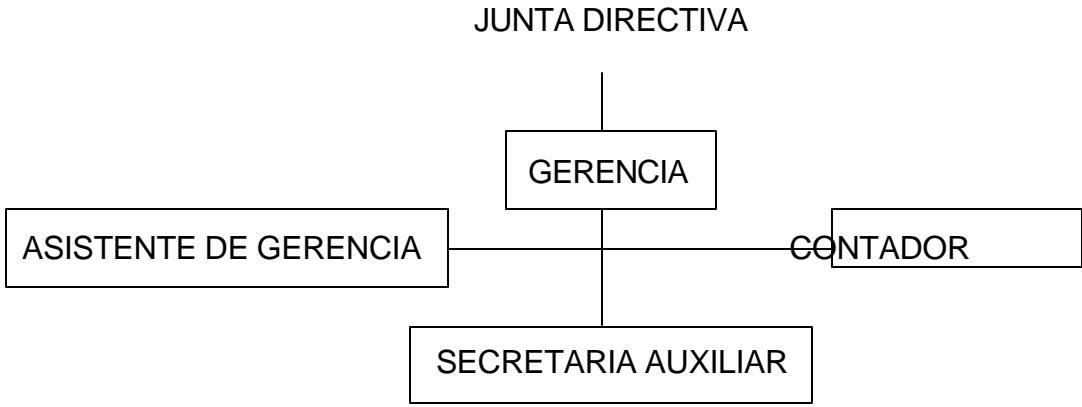 JUNTA DIRECTIVA
GERENCIA
ASISTENTE DE GERENCIA
CONTADOR
SECRETARIA AUXILIAR